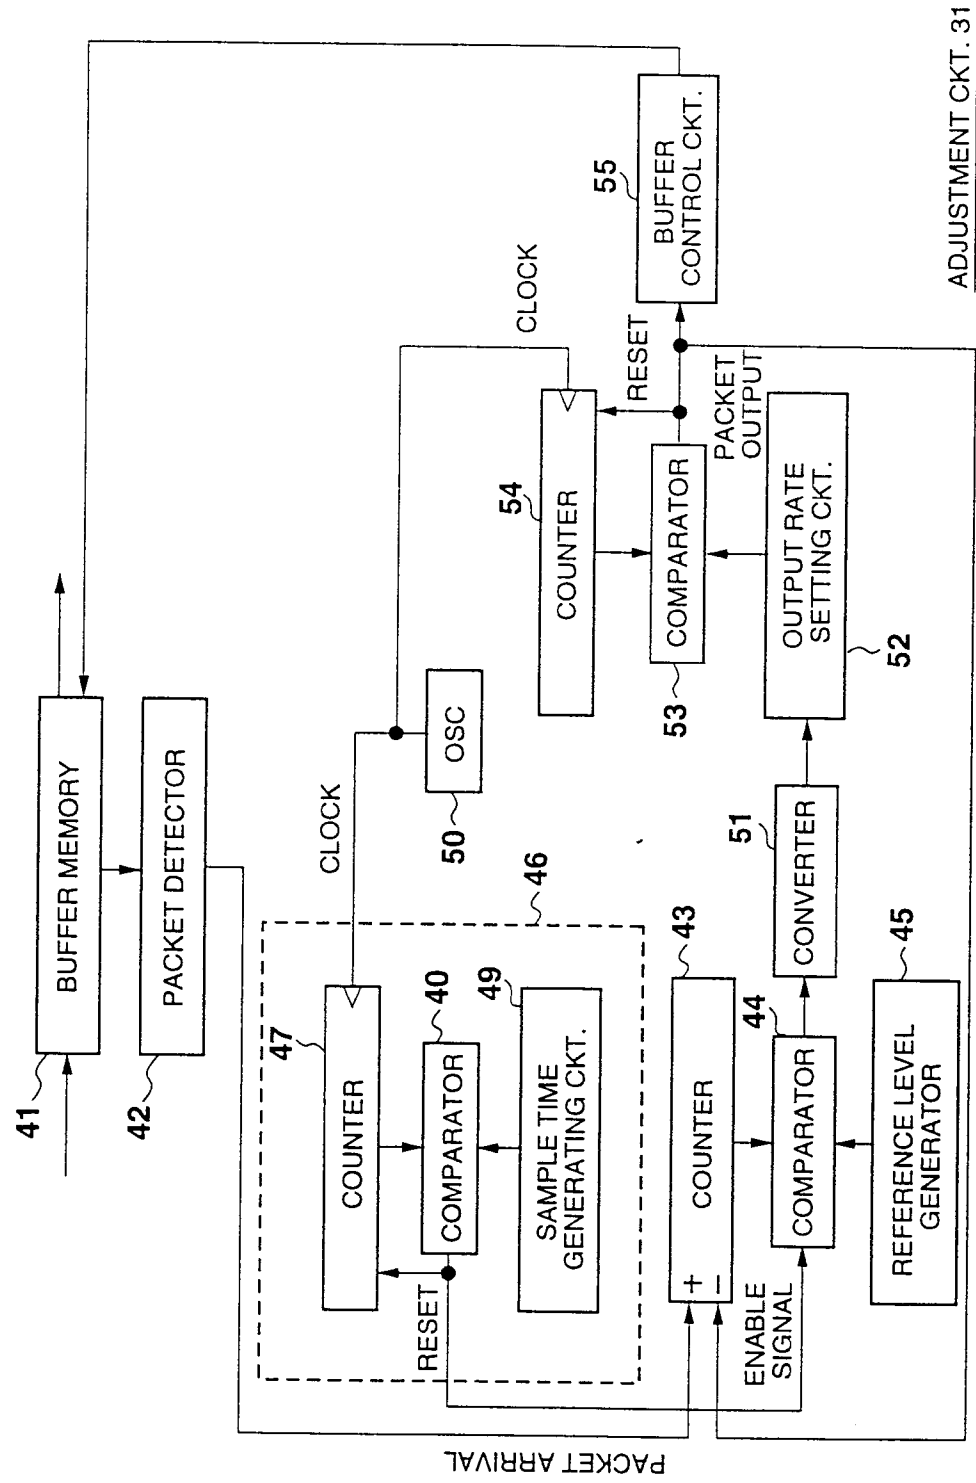 41
BUFFER MEMORY
42
PACKET DETECTOR
CLOCK
46
47
COUNTER
40
COMPARATOR
RESET
49
SAMPLE TIME
GENERATING CKT.
50
OSC
CLOCK
54
COUNTER
RESET
53
COMPARATOR
PACKET
OUTPUT
55
BUFFER
CONTROL CKT.
43
COUNTER
+
−
44
COMPARATOR
ENABLE
SIGNAL
45
REFERENCE LEVEL
GENERATOR
51
CONVERTER
52
OUTPUT RATE
SETTING CKT.
PACKET ARRIVAL
ADJUSTMENT CKT. 31